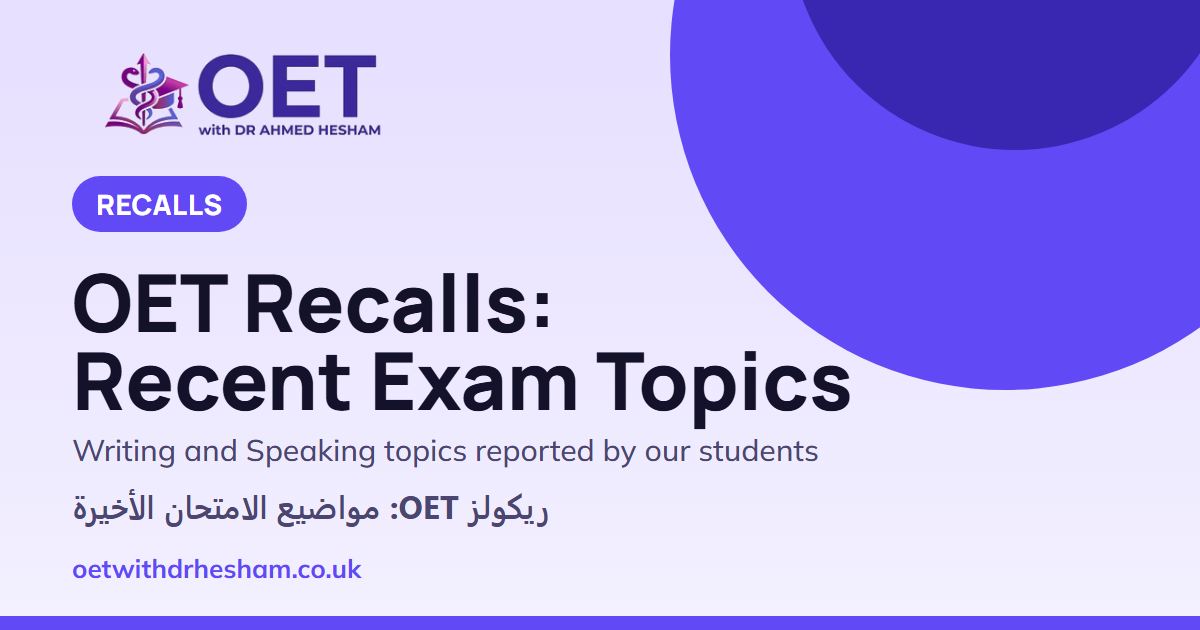 OET
with DR AHMED HESHAM
RECALLS
OET Recalls:
Recent Exam Topics
Writing and Speaking topics reported by our students
ريكولز OET: مواضيع الامتحان الأخيرة
oetwithdrhesham.co.uk